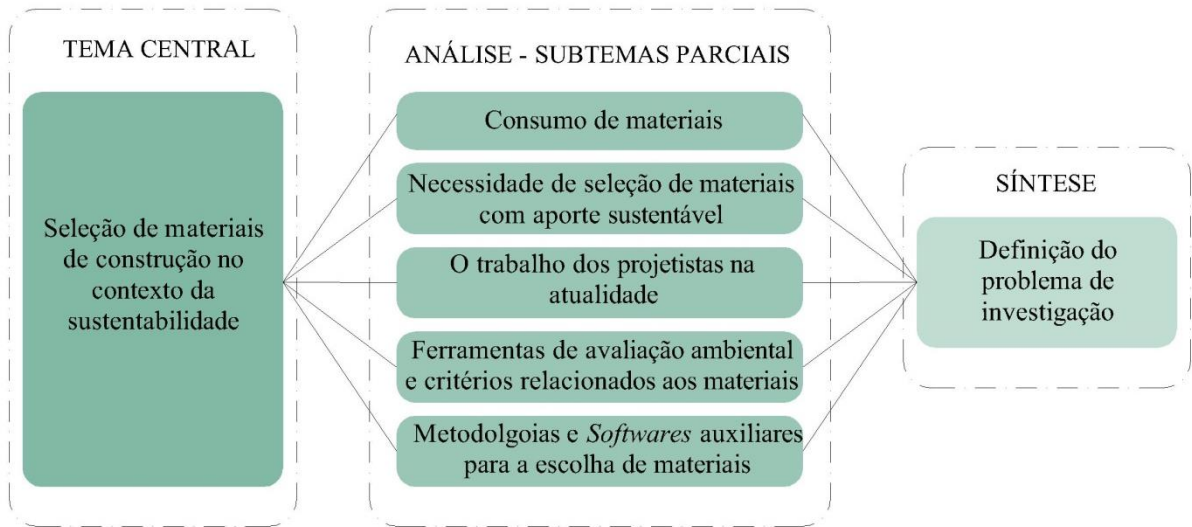 TEMA CENTRAL
Seleção de materiais
de construção no
contexto da
sustentabilidade
ANÁLISE - SUBTEMAS PARCIAIS
Consumo de materiais
Necessidade de seleção de materiais
com aporte sustentável
O trabalho dos projetistas na
atualidade
Ferramentas de avaliação ambiental
e critérios relacionados aos materiais
Metodolgoias e Softwares auxiliares
para a escolha de materiais
SÍNTESE
Definição do
problema de
investigação